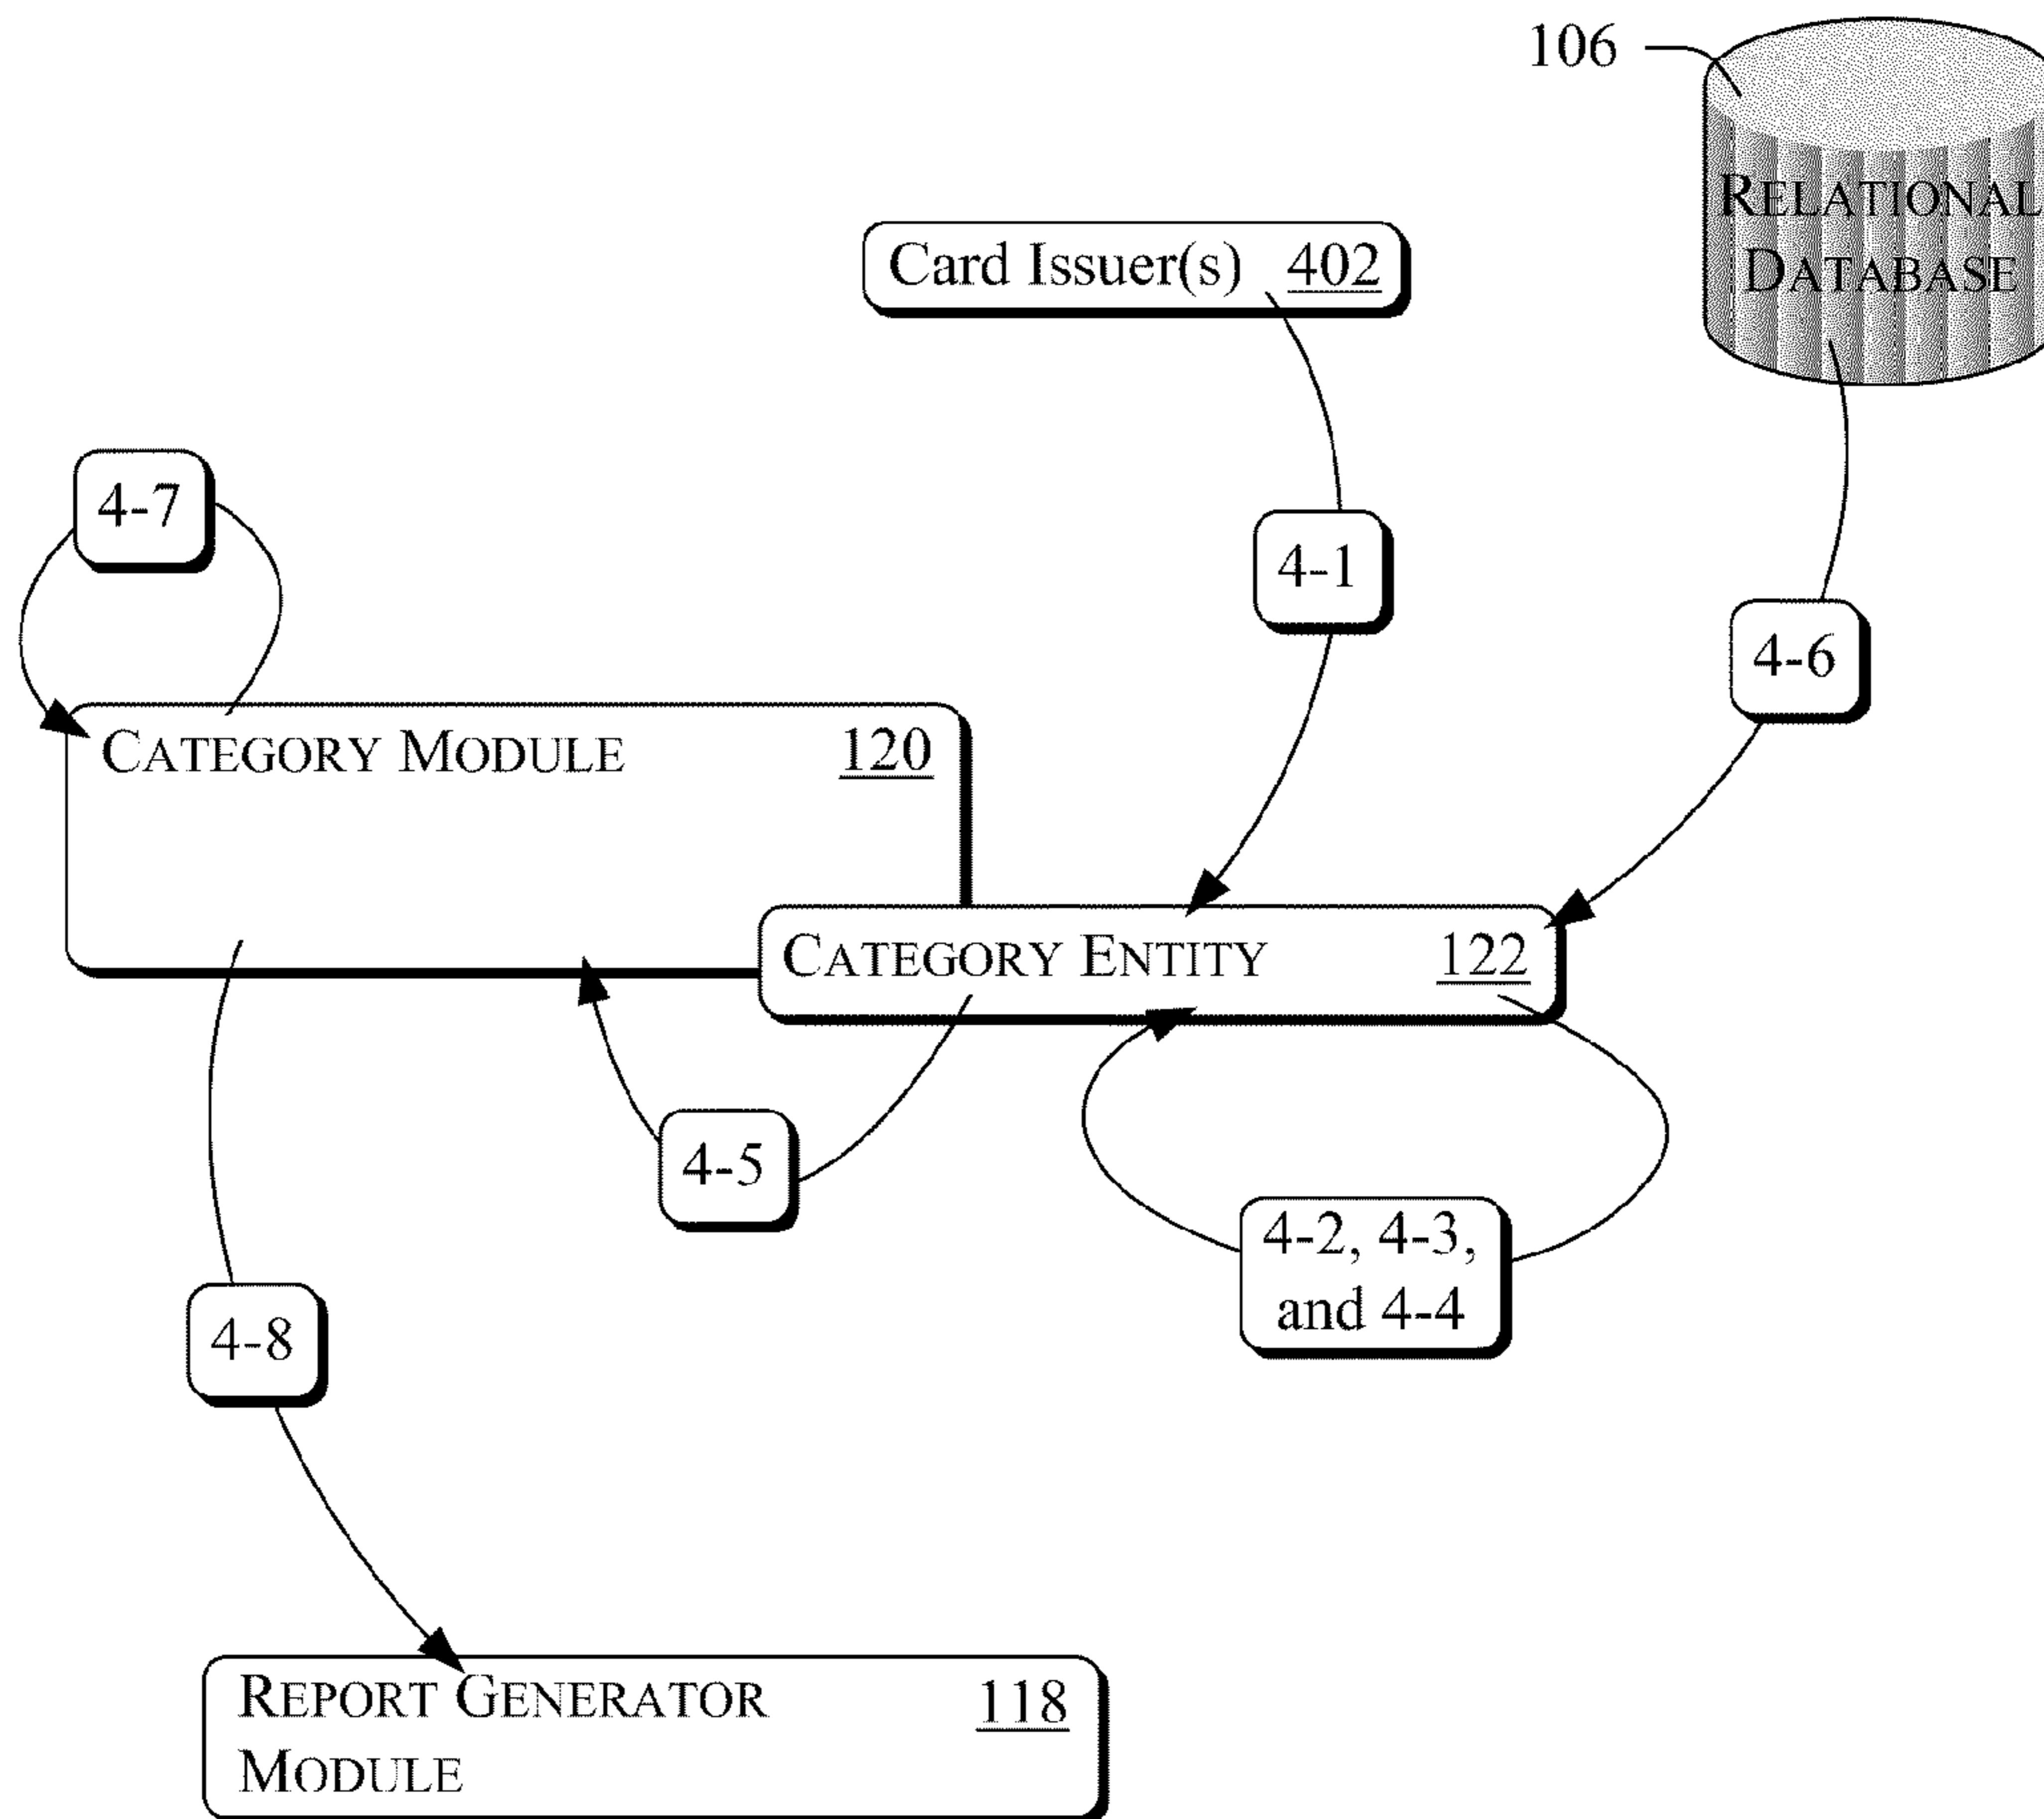 106
RELATIONAL
DATABASE
Card Issuer(s) 402
4-7
4-1
4-6
CATEGORY MODULE 120
CATEGORY ENTITY 122
4-5
4-2, 4-3,
and 4-4
4-8
REPORT GENERATOR 118
MODULE